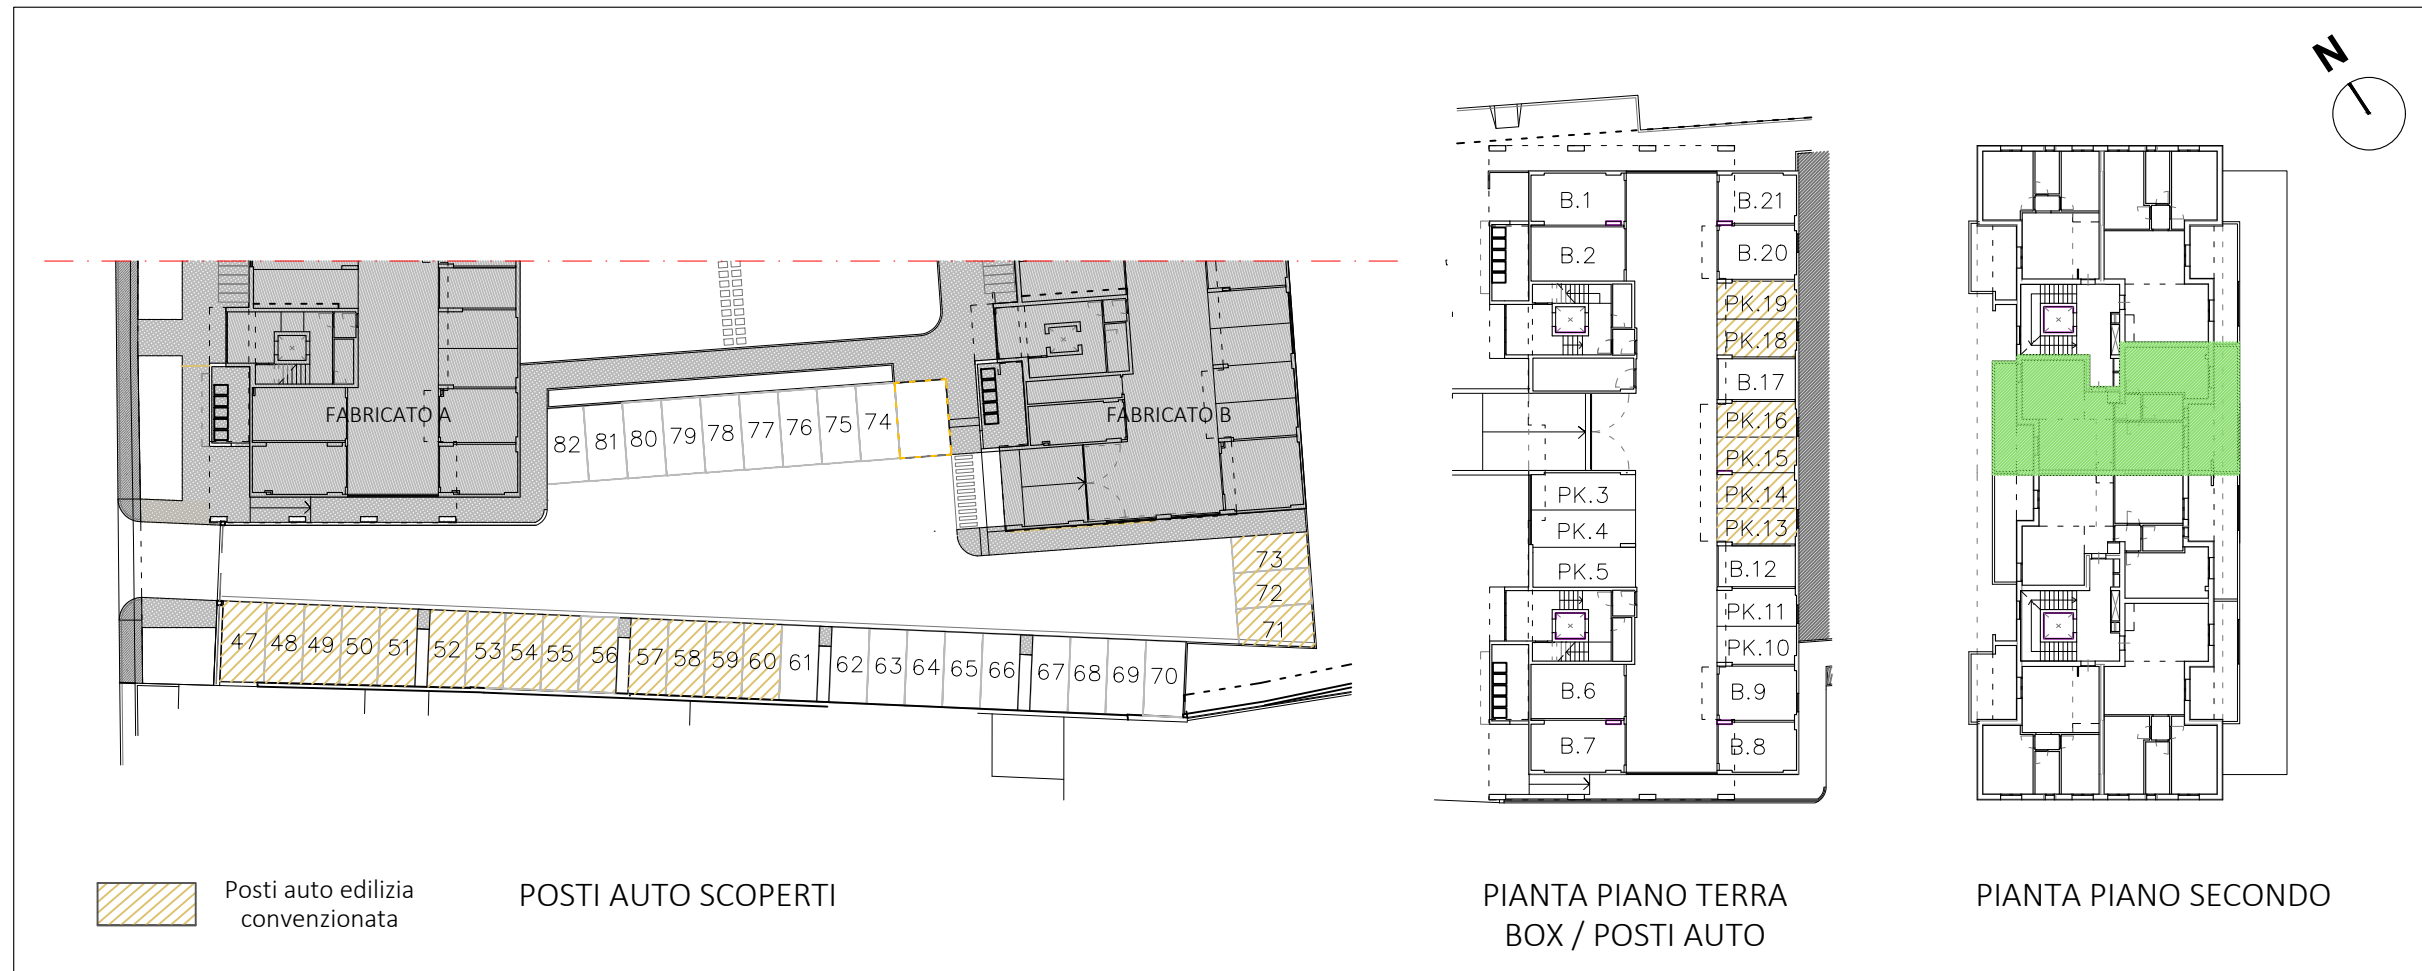 N
FABRICATO A
FABRICATO B
82 81 80 79 78 77 76 75 74
73
72
71
47 48 49 50 51 52 53 54 55 56 57 58 59 60 61 62 63 64 65 66 67 68 69 70
B.1
B.2
PK.3
PK.4
PK.5
B.6
B.7
B.21
B.20
PK.19
PK.18
B.17
PK.16
PK.15
PK.14
PK.13
B.12
PK.11
PK.10
B.9
B.8
Posti auto edilizia
convenzionata
POSTI AUTO SCOPERTI
PIANTA PIANO TERRA
BOX / POSTI AUTO
PIANTA PIANO SECONDO